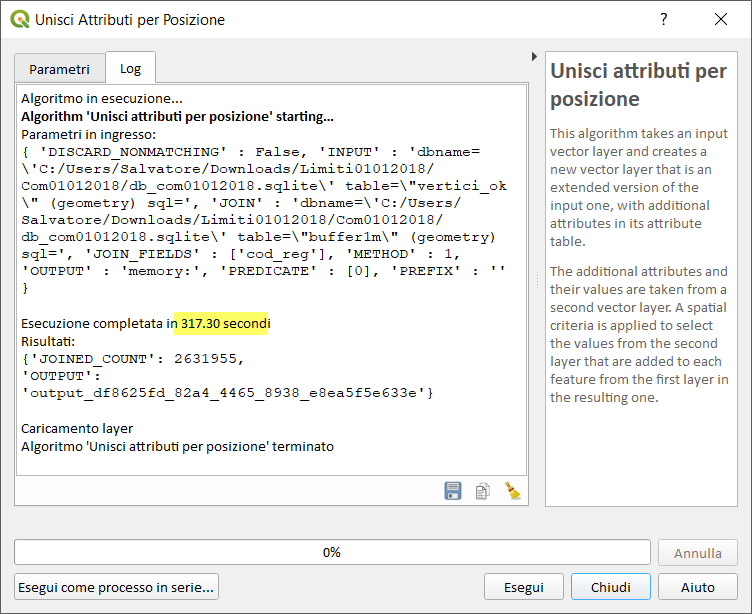 Unisci Attributi per Posizione
?
Parametri
Log
Algoritmo in esecuzione...
Algorithm 'Unisci attributi per posizione' starting...
Parametri in ingresso:
{ 'DISCARD_NONMATCHING' : False, 'INPUT' : 'dbname=
\'C:/Users/Salvatore/Downloads/Limiti01012018/
Com01012018/db_com01012018.sqlite\' table=\"vertici_ok
\" (geometry) sql=', 'JOIN' : 'dbname=\'C:/Users/
Salvatore/Downloads/Limiti01012018/Com01012018/
db_com01012018.sqlite\' table=\"buffer1m\" (geometry)
sql=', 'JOIN_FIELDS' : ['cod_reg'], 'METHOD' : 1,
'OUTPUT' : 'memory:', 'PREDICATE' : [0], 'PREFIX' : ''
}
Esecuzione completata in 317.30 secondi
Risultati:
{'JOINED_COUNT': 2631955,
'OUTPUT':
'output_df8625fd_82a4_4465_8938_e8ea5f5e633e'}
Caricamento layer
Algoritmo 'Unisci attributi per posizione' terminato
Unisci attributi per
posizione
This algorithm takes an input
vector layer and creates a
new vector layer that is an
extended version of the
input one, with additional
attributes in its attribute
table.
The additional attributes and
their values are taken from a
second vector layer. A spatial
criteria is applied to select
the values from the second
layer that are added to each
feature from the first layer in
the resulting one.
0%
Annulla
Esegui come processo in serie...
Esegui
Chiudi
Aiuto